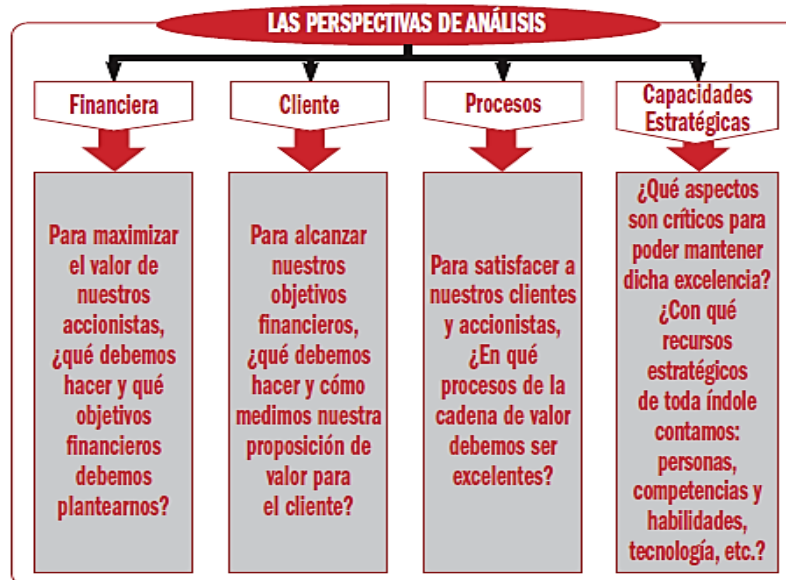 LAS PERSPECTIVAS DE ANÁLISIS
Financiera
Para maximizar
el valor de
nuestros
accionistas,
¿qué debemos
hacer y qué
objetivos
financieros
debemos
plantearnos?
Cliente
Para alcanzar
nuestros
objetivos
financieros,
¿qué debemos
hacer y cómo
medimos nuestra
proposición de
valor para
el cliente?
Procesos
Para satisfacer a
nuestros clientes
y accionistas,
¿En qué
procesos de la
cadena de valor
debemos ser
excelentes?
Capacidades
Estratégicas
¿Qué aspectos
son críticos para
poder mantener
dicha excelencia?
¿Con qué
recursos
estratégicos
de toda índole
contamos:
personas,
competencias y
habilidades,
tecnología, etc.?